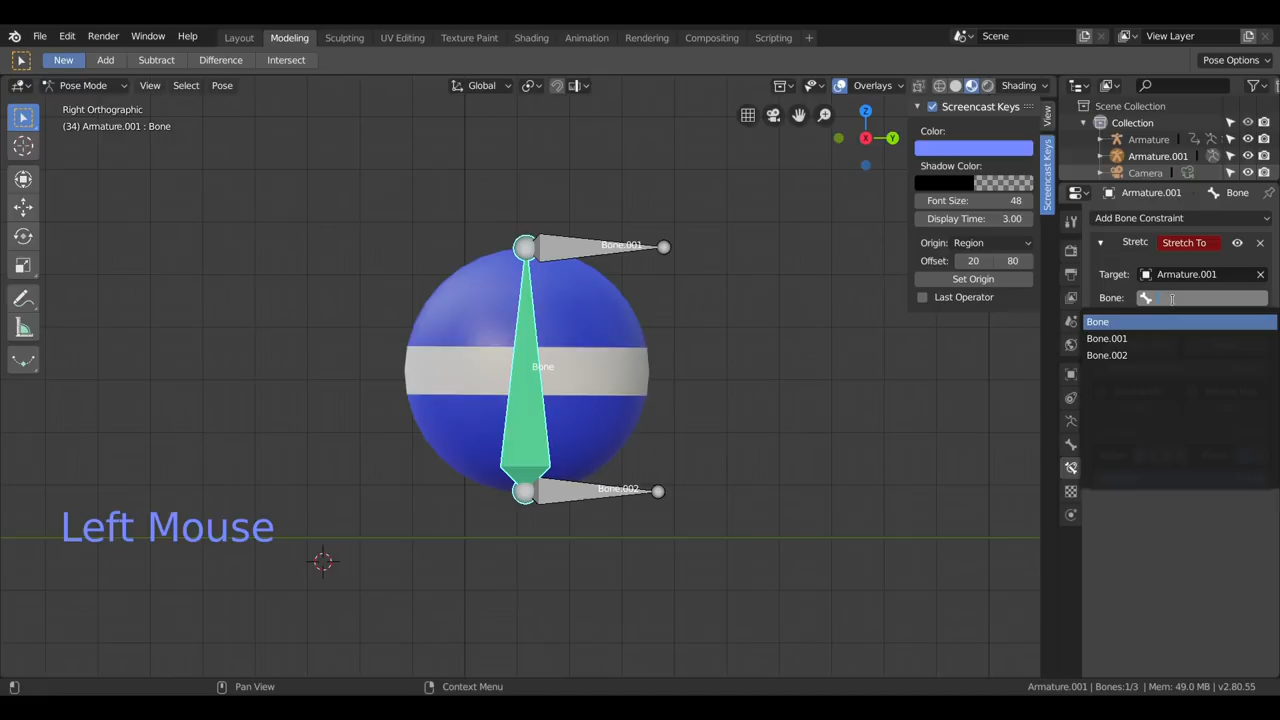 File Edit Render Window Help Layout Modeling Sculpting UV Editing Texture Paint Shading Animation Rendering Compositing Scripting + Scene View Layer
New Add Subtract Difference Intersect Pose Options
Pose Mode View Select Pose Global Overlays Shading
Right Orthographic
(34) Armature.001 : Bone
Screencast Keys
Color:
Shadow Color:
Font Size: 48
Display Time: 3.00
Origin: Region
Offset: 20 80
Set Origin
Last Operator
View
Screencast Keys
Scene Collection
Collection
Armature
Armature.001
Camera
Armature.001 Bone
Add Bone Constraint
Stretc Stretch To
Target: Armature.001
Bone:
Bone
Bone.001
Bone.002
Bone.001
Bone
Bone.002
Left Mouse
Z
X
Y
Pan View Context Menu Armature.001 | Bones:1/3 | Mem: 49.0 MB | v2.80.55